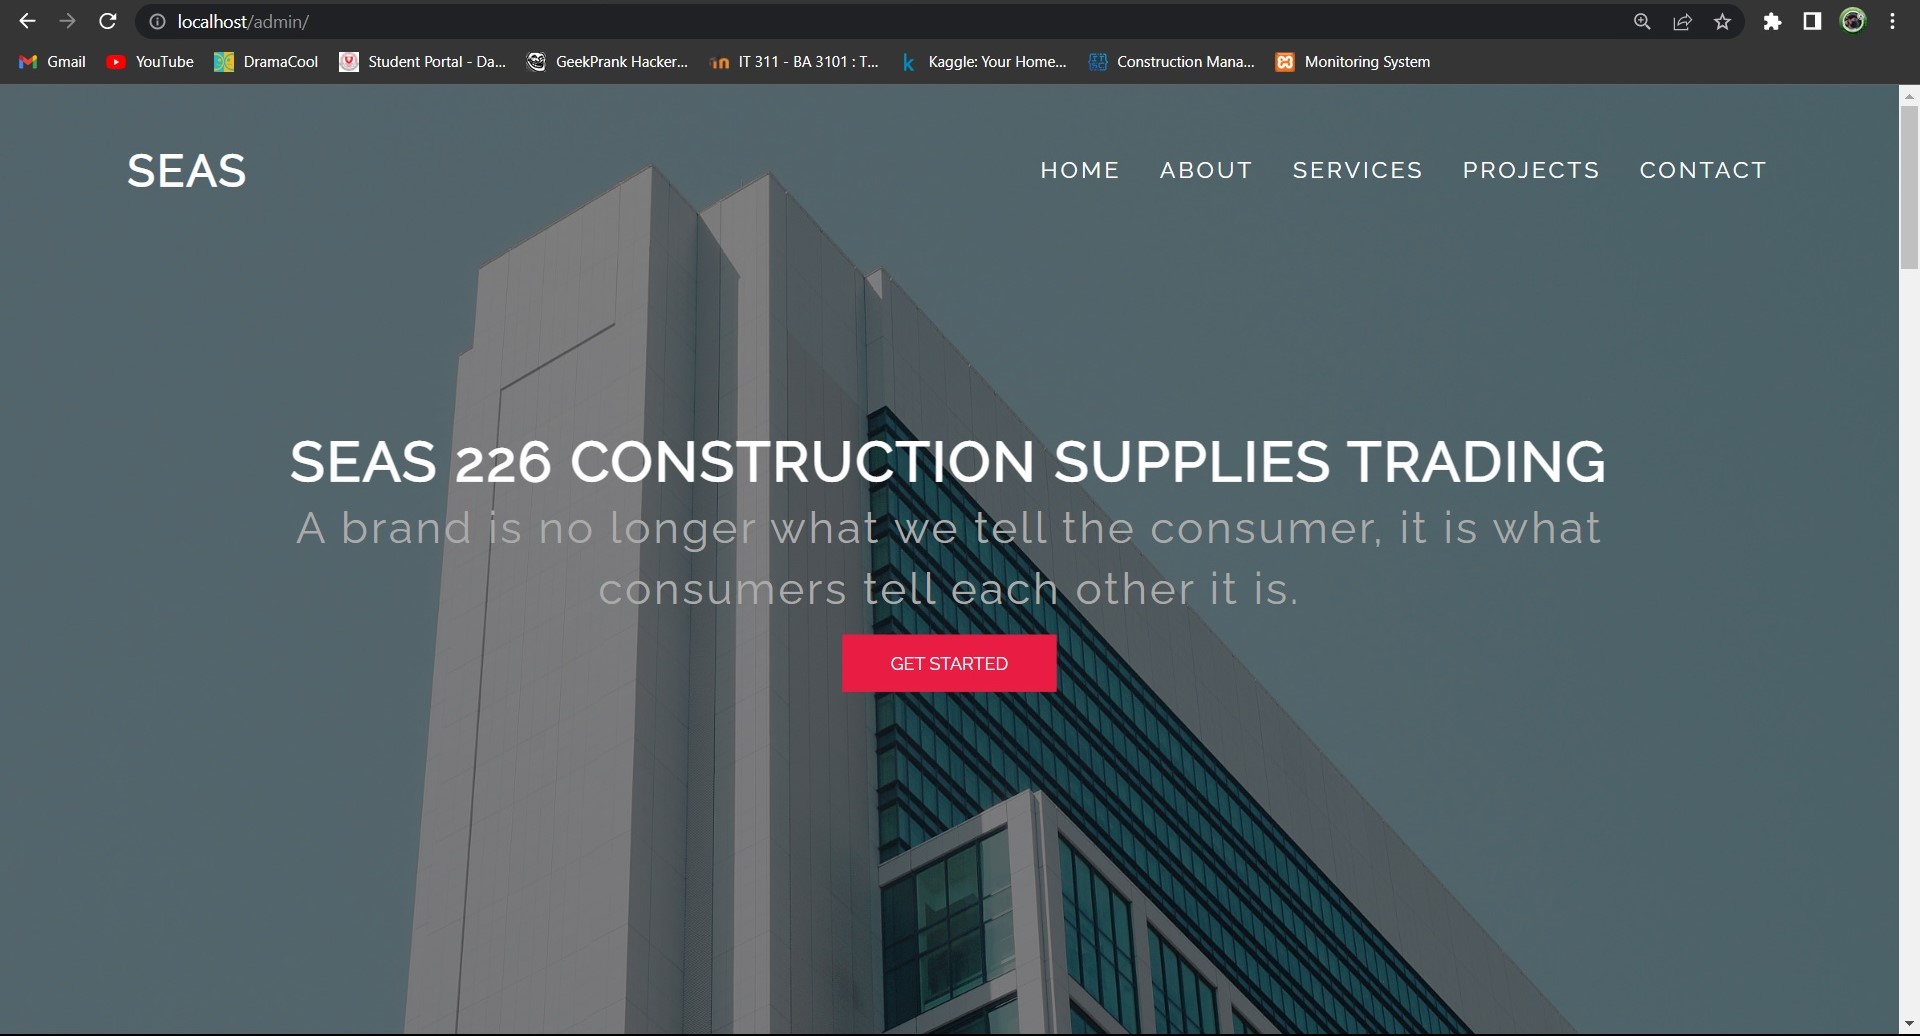 localhost/admin/
Gmail
YouTube
DramaCool
Student Portal - Da...
GeekPrank Hacker...
IT 311 - BA 3101 : T...
Kaggle: Your Home...
Construction Mana...
Monitoring System
SEAS
HOME
ABOUT
SERVICES
PROJECTS
CONTACT
SEAS 226 CONSTRUCTION SUPPLIES TRADING
A brand is no longer what we tell the consumer, it is what
consumers tell each other it is.
GET STARTED